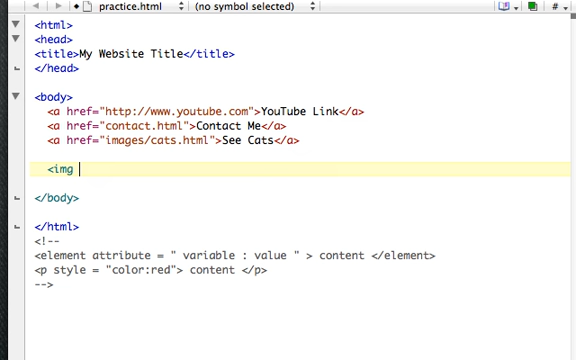 practice.html (no symbol selected) #
<html>
<head>
<title>My Website Title</title>
</head>
<body>
<a href="http://www.youtube.com">YouTube Link</a>
<a href="contact.html">Contact Me</a>
<a href="images/cats.html">See Cats</a>
<img
</body>
</html>
<!--
<element attribute = " variable : value " > content </element>
<p style = "color:red"> content </p>
-->